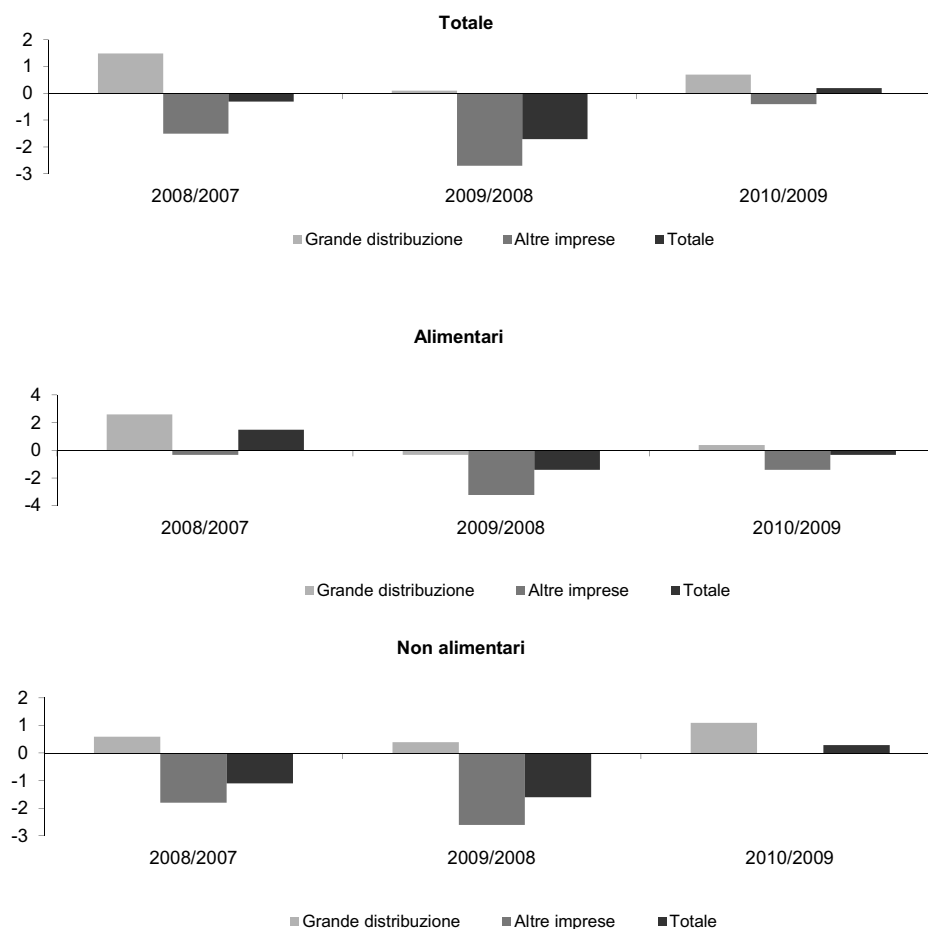 Totale
2
1
0
-1
-2
-3
2008/2007 2009/2008 2010/2009
Grande distribuzione Altre imprese Totale
Alimentari
4
2
0
-2
-4
2008/2007 2009/2008 2010/2009
Grande distribuzione Altre imprese Totale
Non alimentari
2
1
0
-1
-2
-3
2008/2007 2009/2008 2010/2009
Grande distribuzione Altre imprese Totale